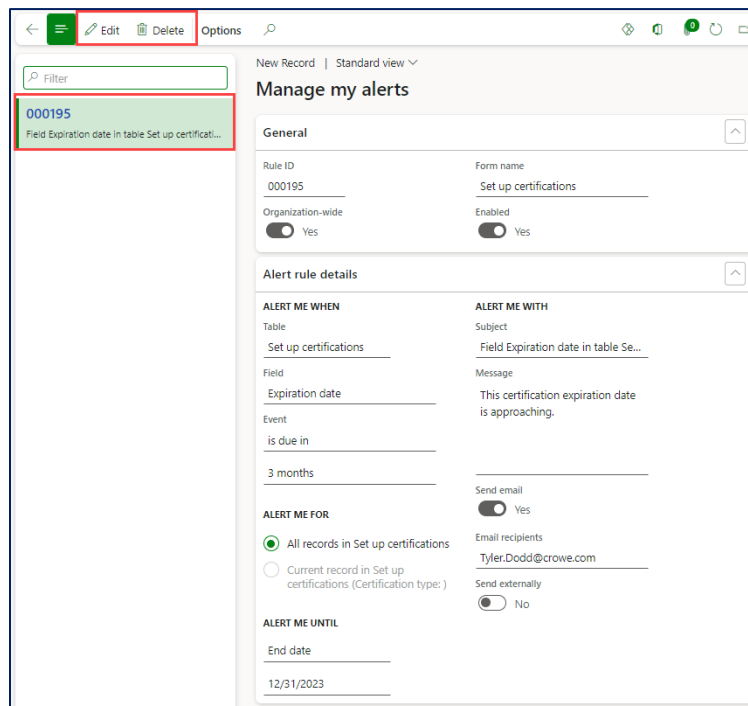 Edit Delete Options
0
Filter
000195
Field Expiration date in table Set up certificati...
New Record | Standard view
Manage my alerts
General
Rule ID
000195
Form name
Set up certifications
Organization-wide
Yes
Enabled
Yes
Alert rule details
ALERT ME WHEN
Table
Set up certifications
Field
Expiration date
Event
is due in
3 months
ALERT ME FOR
All records in Set up certifications
Current record in Set up
certifications (Certification type: )
ALERT ME UNTIL
End date
12/31/2023
ALERT ME WITH
Subject
Field Expiration date in table Se...
Message
This certification expiration date
is approaching.
Send email
Yes
Email recipients
Tyler.Dodd@crowe.com
Send externally
No